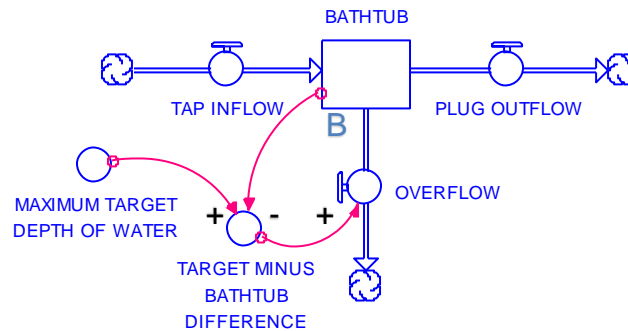 BATHTUB
TAP INFLOW
PLUG OUTFLOW
B
OVERFLOW
MAXIMUM TARGET
DEPTH OF WATER
+ - +
TARGET MINUS
BATHTUB
DIFFERENCE